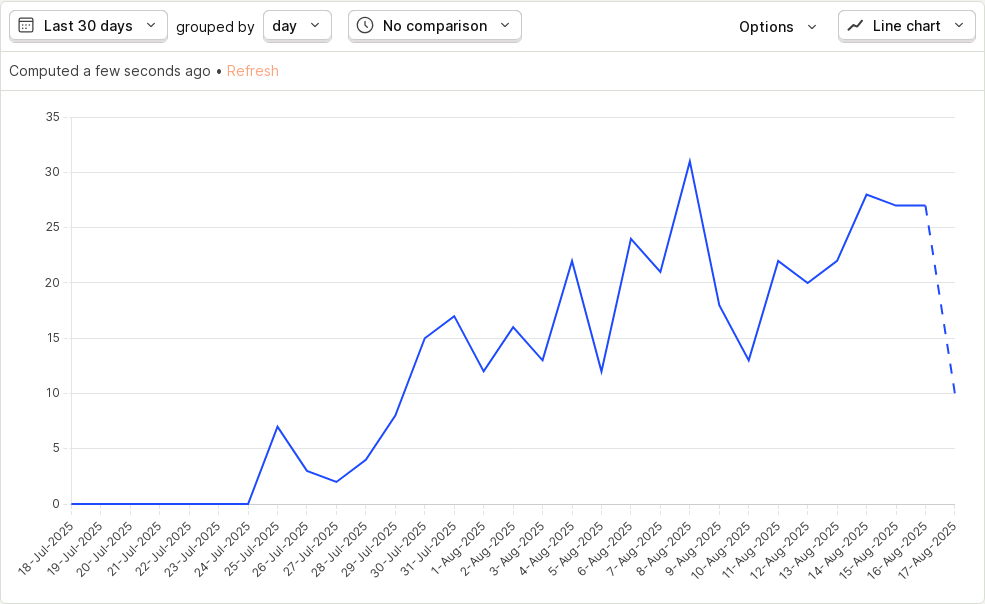 Last 30 days grouped by day No comparison Options Line chart
Computed a few seconds ago • Refresh
35
30
25
20
15
10
5
0
18-Jul-2025
19-Jul-2025
20-Jul-2025
21-Jul-2025
22-Jul-2025
23-Jul-2025
24-Jul-2025
25-Jul-2025
26-Jul-2025
27-Jul-2025
28-Jul-2025
29-Jul-2025
30-Jul-2025
31-Jul-2025
1-Aug-2025
2-Aug-2025
3-Aug-2025
4-Aug-2025
5-Aug-2025
6-Aug-2025
7-Aug-2025
8-Aug-2025
9-Aug-2025
10-Aug-2025
11-Aug-2025
12-Aug-2025
13-Aug-2025
14-Aug-2025
15-Aug-2025
16-Aug-2025
17-Aug-2025